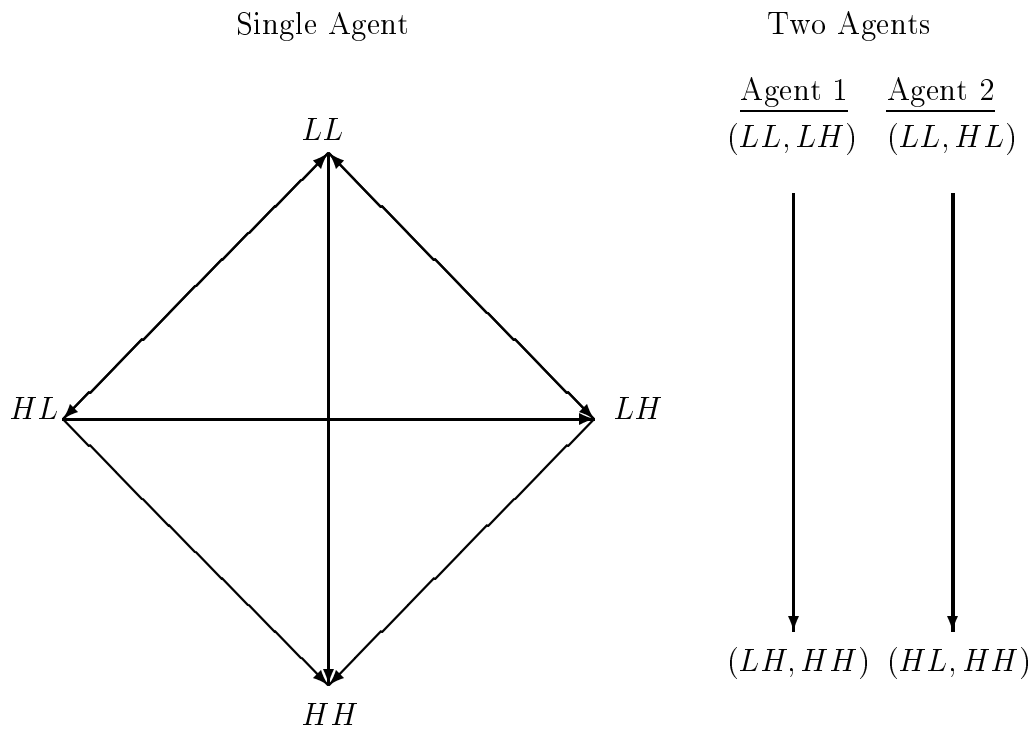 Single Agent
LL
HL
LH
HH
Two Agents
Agent 1 Agent 2
(LL, LH) (LL, HL)
(LH, HH) (HL, HH)